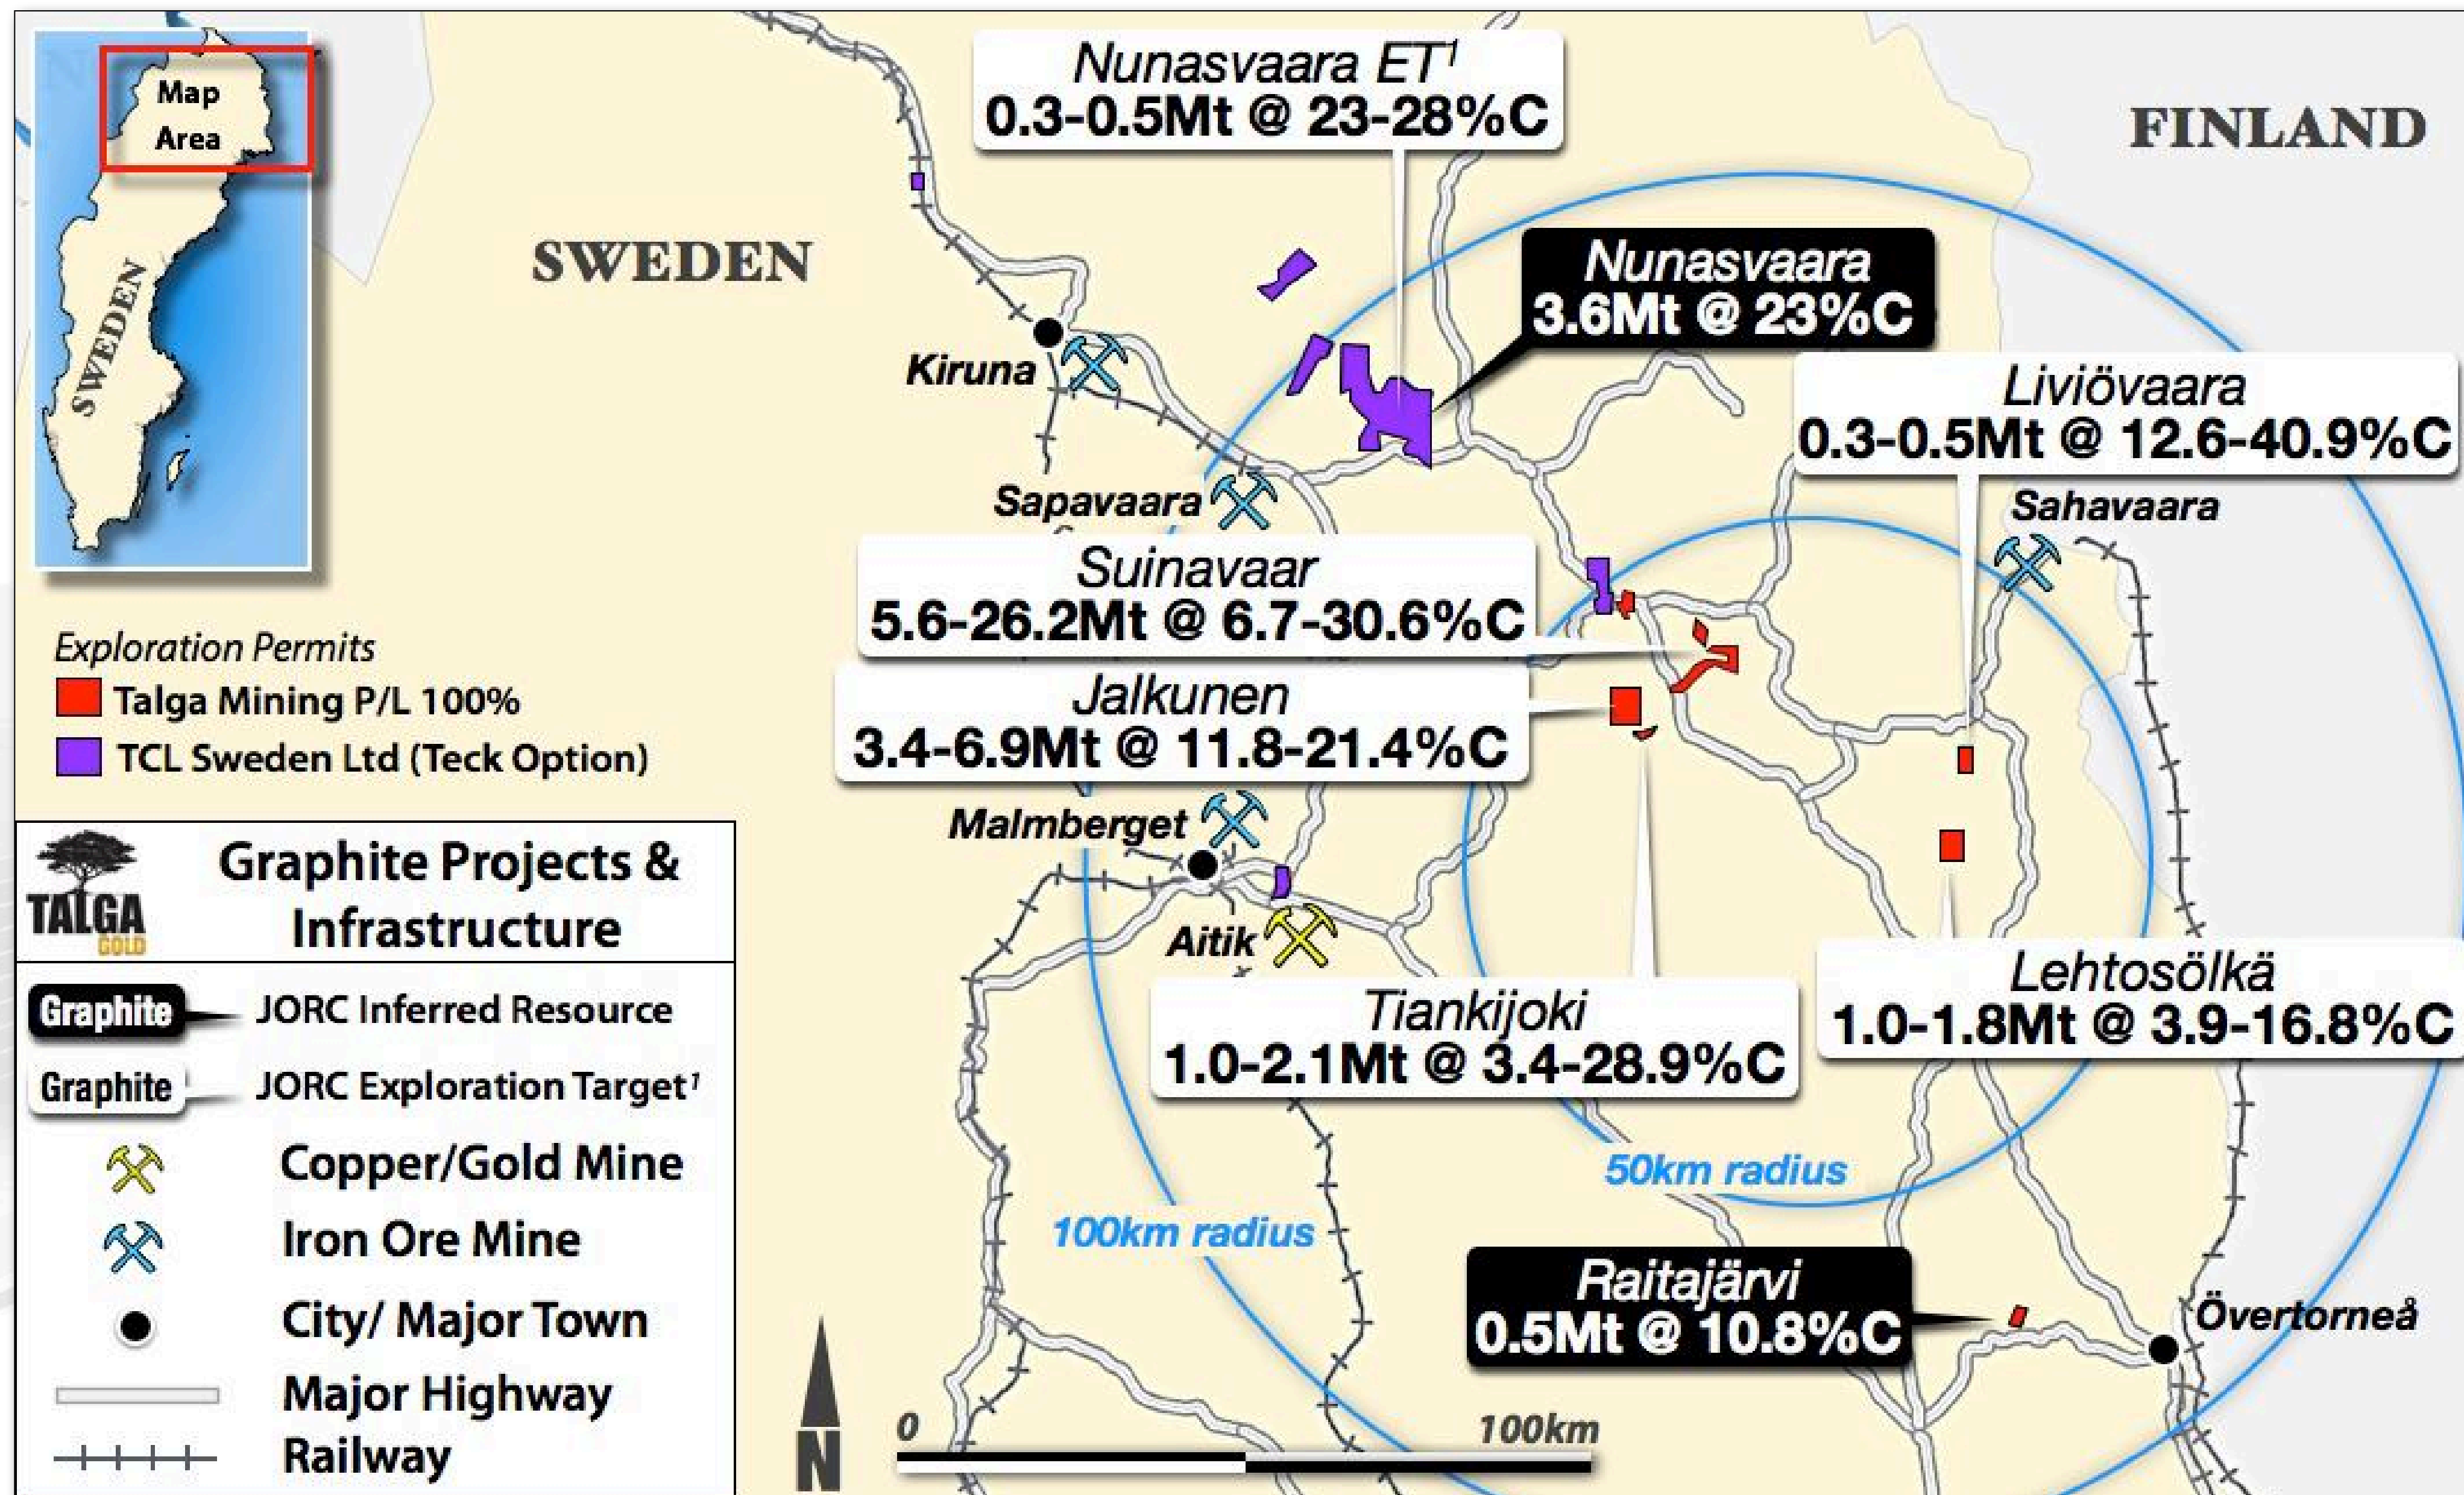 Map
Area
SWEDEN
SWEDEN
FINLAND
Nunasvaara ET¹
0.3-0.5Mt @ 23-28%C
Nunasvaara
3.6Mt @ 23%C
Kiruna
Liviövaara
0.3-0.5Mt @ 12.6-40.9%C
Sapavaara
Sahavaara
Suinavaar
5.6-26.2Mt @ 6.7-30.6%C
Jalkunen
3.4-6.9Mt @ 11.8-21.4%C
Exploration Permits
Talga Mining P/L 100%
TCL Sweden Ltd (Teck Option)
Malmberget
Aitik
Tiankijoki
1.0-2.1Mt @ 3.4-28.9%C
Lehtosölkä
1.0-1.8Mt @ 3.9-16.8%C
50km radius
100km radius
Raitajärvi
0.5Mt @ 10.8%C
Övertorneå
TALGA
GOLD
Graphite Projects &
Infrastructure
Graphite JORC Inferred Resource
Graphite JORC Exploration Target¹
Copper/Gold Mine
Iron Ore Mine
City/ Major Town
Major Highway
Railway
N
0 100km